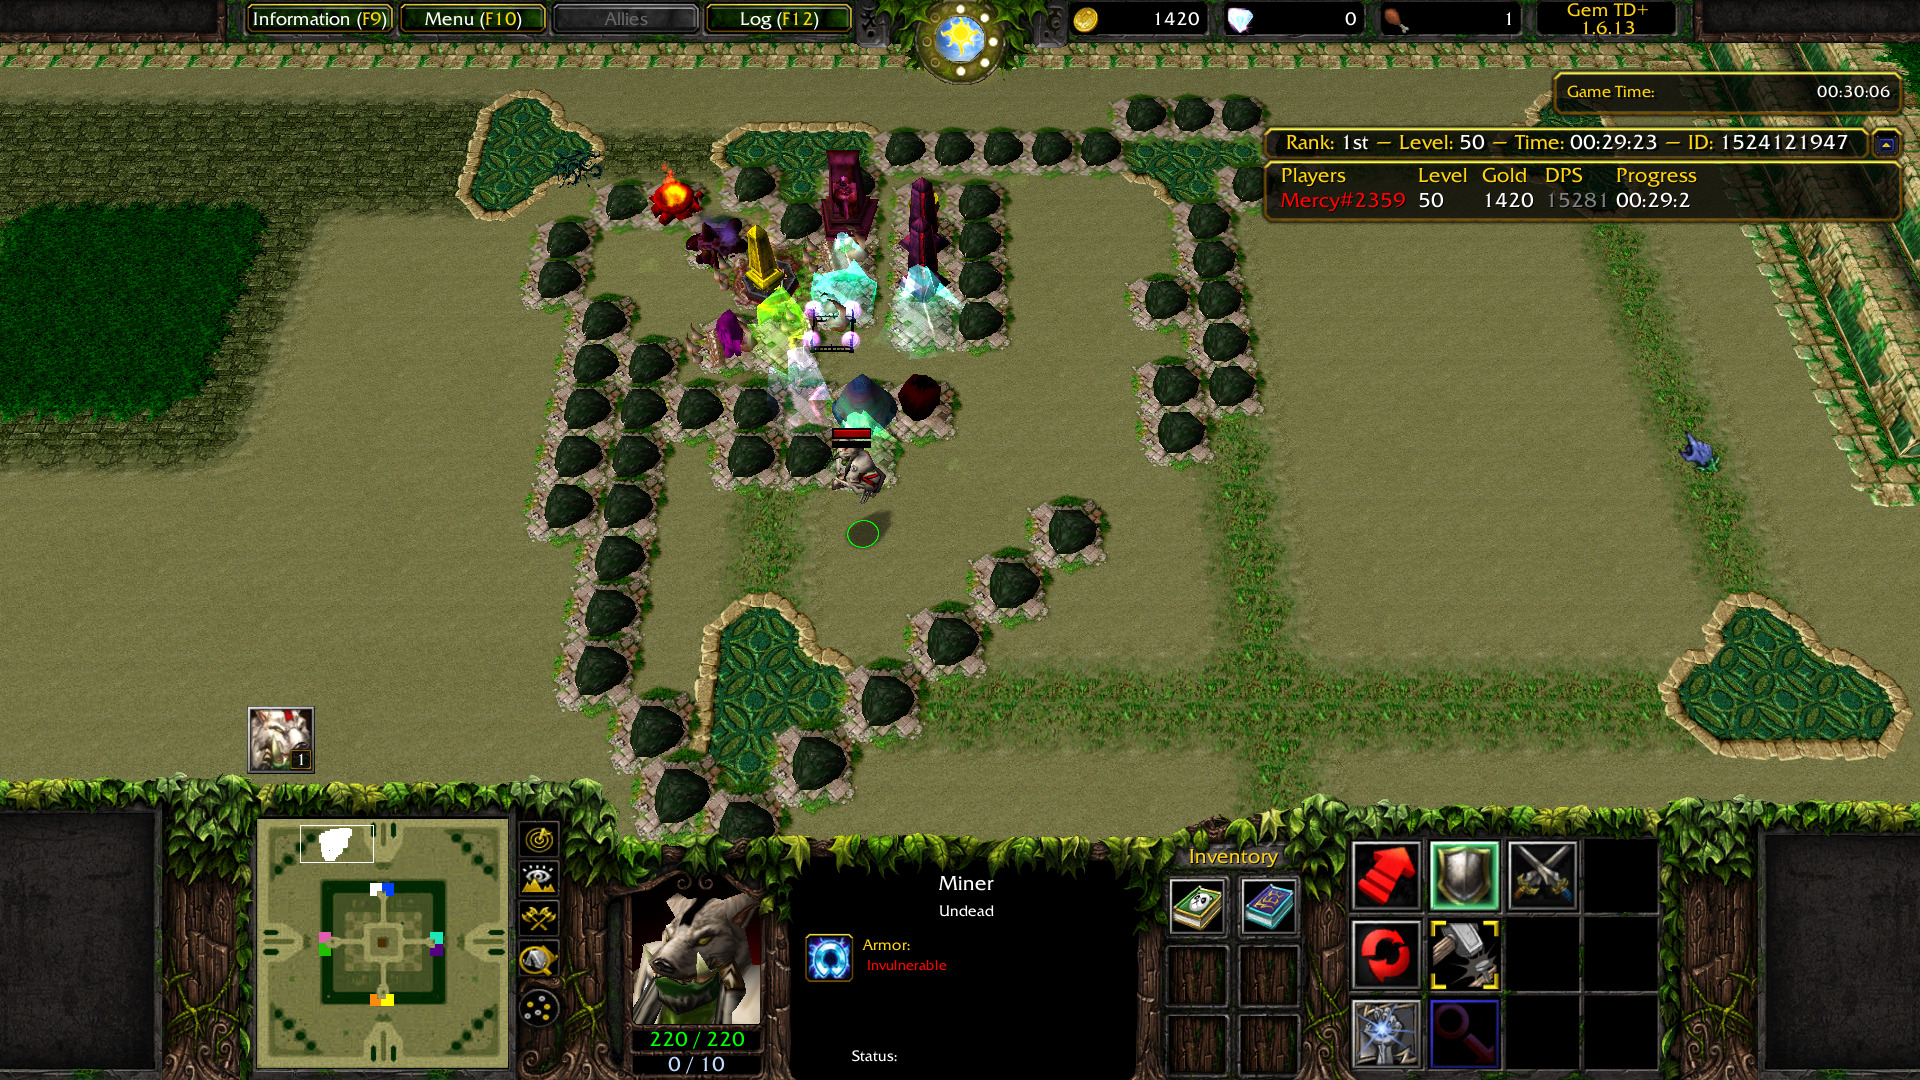 Information (F9)
Menu (F10)
Allies
Log (F12)
1420
0
1
Gem TD+
1.6.13
Game Time: 00:30:06
Rank: 1st – Level: 50 – Time: 00:29:23 – ID: 1524121947
Players Level Gold DPS Progress
Mercy#2359 50 1420 15281 00:29:2
1
Miner
Undead
Armor:
Invulnerable
Status:
220 / 220
0 / 10
Inventory